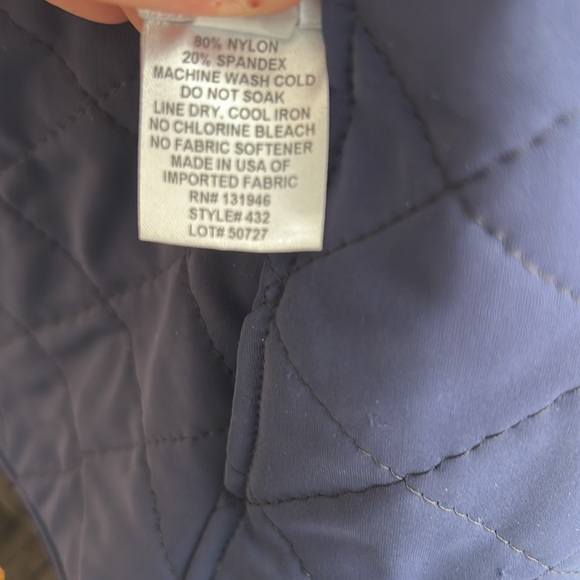 80% NYLON
20% SPANDEX
MACHINE WASH COLD
DO NOT SOAK
LINE DRY, COOL IRON
NO CHLORINE BLEACH
NO FABRIC SOFTENER
MADE IN USA OF
IMPORTED FABRIC
RN# 131946
STYLE# 432
LOT# 50727